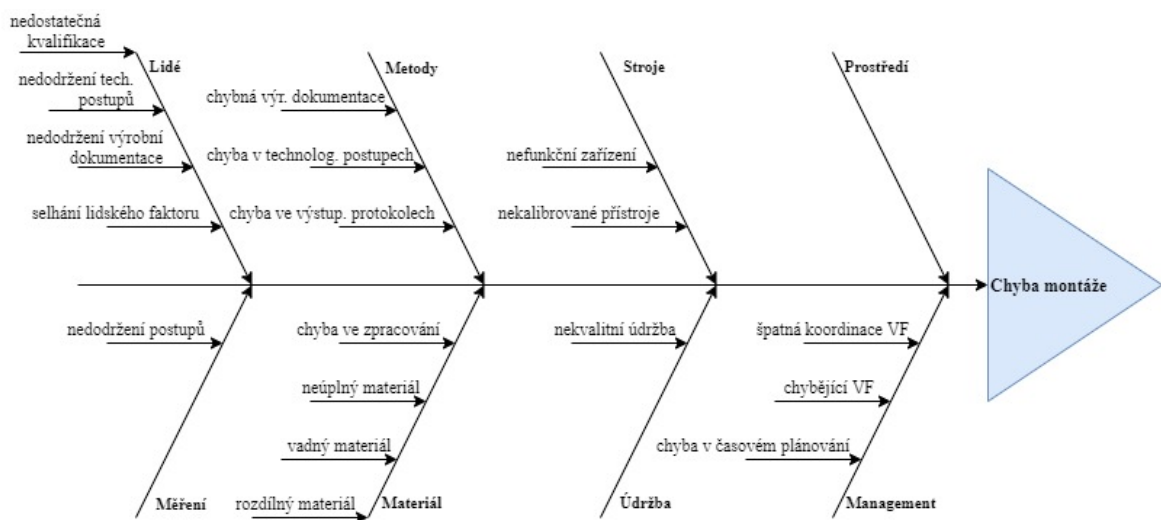 nedostatečná
kvalifikace
Lidé
nedodržení tech.
postupů
nedodržení výrobní
dokumentace
selhání lidského faktoru
Metody
chybná výr. dokumentace
chyba v technolog. postupech
chyba ve výstup. protokolech
Stroje
nefunkční zařízení
nekalibrované přístroje
Prostředí
Chyba montáže
nedodržení postupů
Měření
chyba ve zpracování
neúplný materiál
vadný materiál
rozdílný materiál
Materiál
nekvalitní údržba
Údržba
špatná koordinace VF
chybějící VF
chyba v časovém plánování
Management